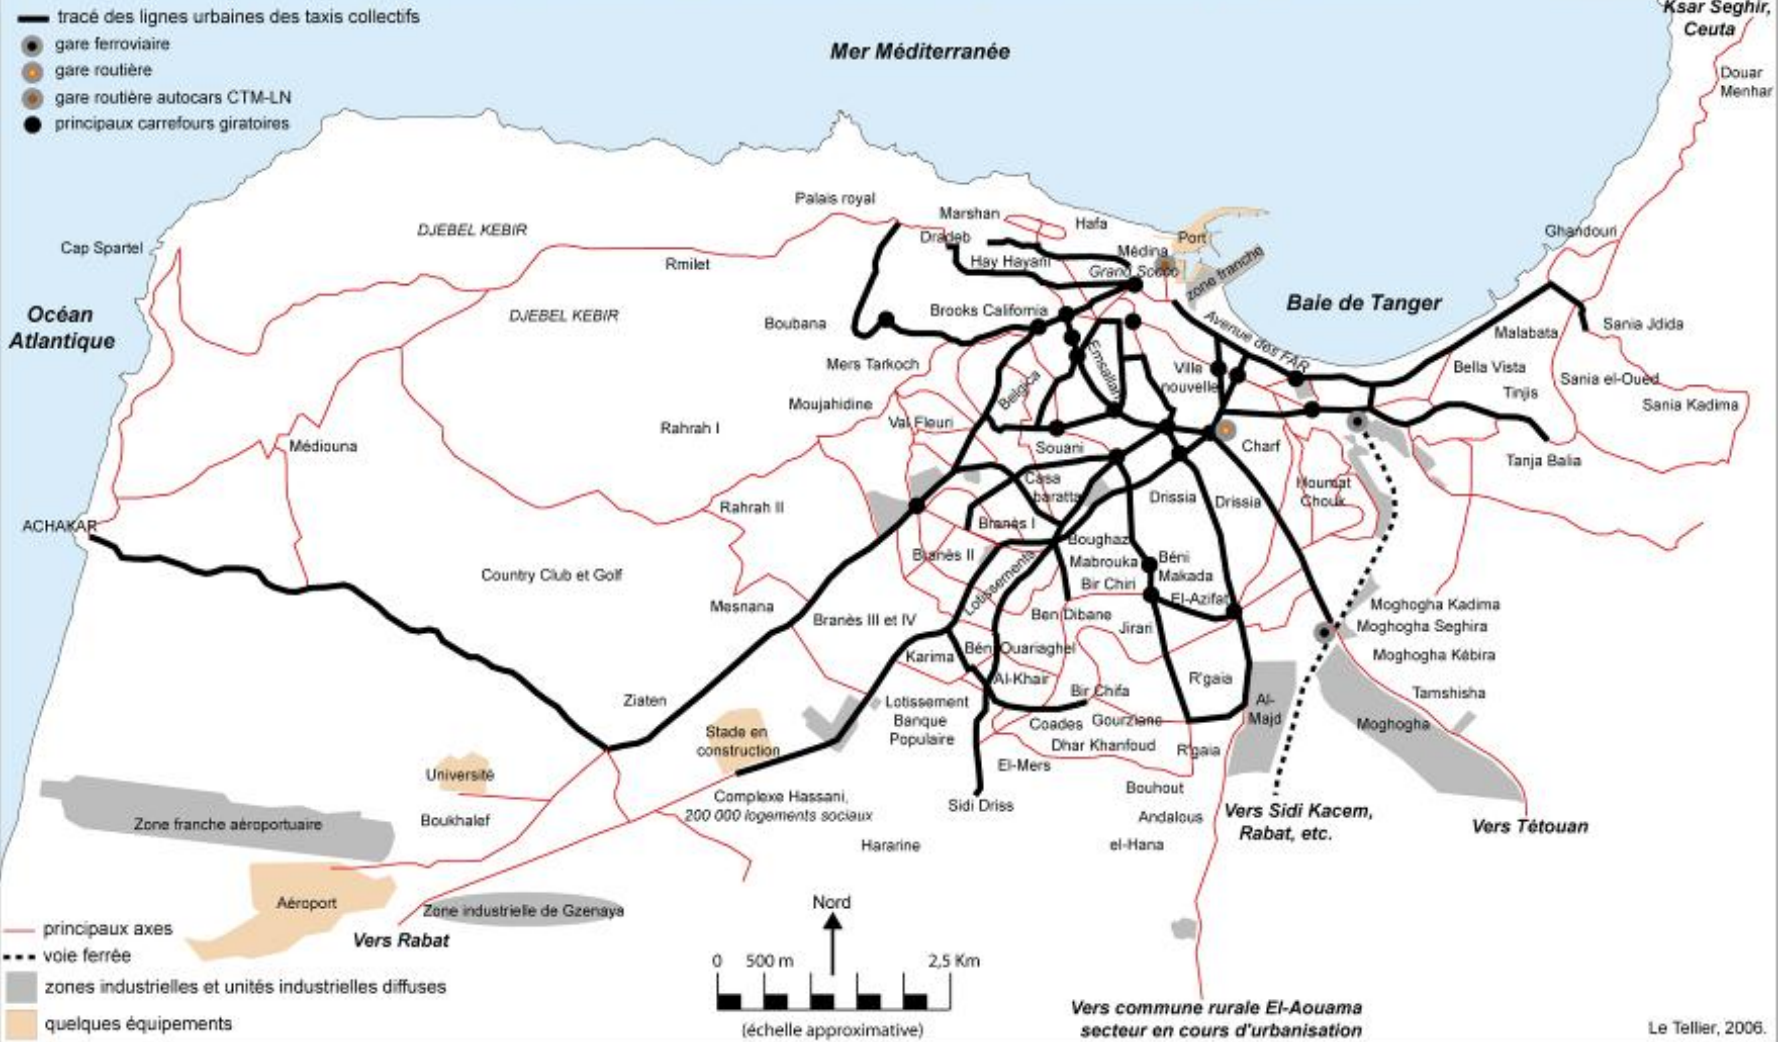 tracé des lignes urbaines des taxis collectifs
gare ferroviaire
gare routière
gare routière autocars CTM-LN
principaux carrefours giratoires
Mer Méditerranée
Ksar Seghir,
Ceuta
Douar
Menhar
Palais royal
Marshan
Hafa
DJEBEL KEBIR
Cap Spartel
Dradeb
Médina
Port
Ghandouri
Rmilet
Hay Hayani
Grand Socco
zone franche
Océan
Atlantique
DJEBEL KEBIR
Boubana
Brooks California
Baie de Tanger
Avenue des FAR
Malabata
Sania Jdida
Mers Tarkoch
Emsallah
Ville
nouvelle
Bella Vista
Sania el-Oued
Belgica
Tinjis
Sania Kadima
Moujahidine
Val Fleuri
Rahrah I
Médiouna
Souani
Charf
Tanja Balia
Casa
baratta
Drissia
Drissia
Houmat
Chouk
Rahrah II
ACHAKAR
Branès I
Boughaz
Branès II
Mabrouka
Béni
Makada
Lotissements
Bir Chiri
Country Club et Golf
El-Azifat
Mesnana
Moghogha Kadima
Branès III et IV
Ben Dibane
Jirari
Moghogha Seghira
Karima
Béni Ouariaghel
Moghogha Kébira
Al-Khair
R'gaia
Bir Chifa
Tamshisha
Ziaten
Lotissement
Banque
Populaire
Al-
Majd
Coades
Gourziane
Moghogha
Stade en
construction
Dhar Khanfoud
R'gaia
El-Mers
Université
Bouhout
Complexe Hassani,
200 000 logements sociaux
Sidi Driss
Andalous
Vers Sidi Kacem,
Rabat, etc.
Vers Tétouan
Zone franche aéroportuaire
Boukhalef
Hararine
el-Hana
Aéroport
Zone industrielle de Gzenaya
Nord
principaux axes
Vers Rabat
voie ferrée
0 500 m 2,5 Km
zones industrielles et unités industrielles diffuses
quelques équipements
(échelle approximative)
Vers commune rurale El-Aouama
secteur en cours d'urbanisation
Le Tellier, 2006.